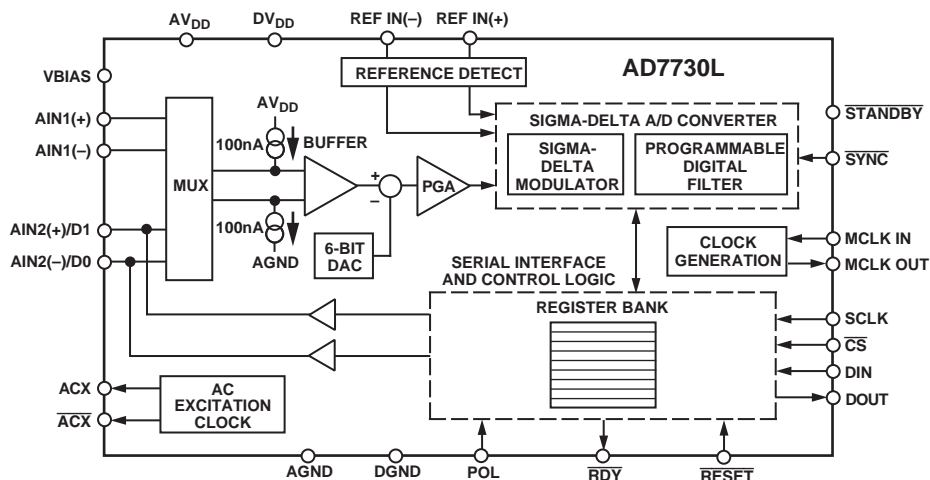 AVDD
DVDD
REF IN(–)
REF IN(+)
REFERENCE DETECT
AD7730L
VBIAS
AIN1(+)
AIN1(–)
AIN2(+)/D1
AIN2(–)/D0
MUX
AVDD
100nA
BUFFER
100nA
AGND
+
–
6-BIT
DAC
PGA
SIGMA-DELTA A/D CONVERTER
SIGMA-
DELTA
MODULATOR
PROGRAMMABLE
DIGITAL
FILTER
STANDBY
SYNC
CLOCK
GENERATION
MCLK IN
MCLK OUT
SERIAL INTERFACE
AND CONTROL LOGIC
REGISTER BANK
SCLK
CS
DIN
DOUT
ACX
ACX
AC
EXCITATION
CLOCK
AGND
DGND
POL
RDY
RESET